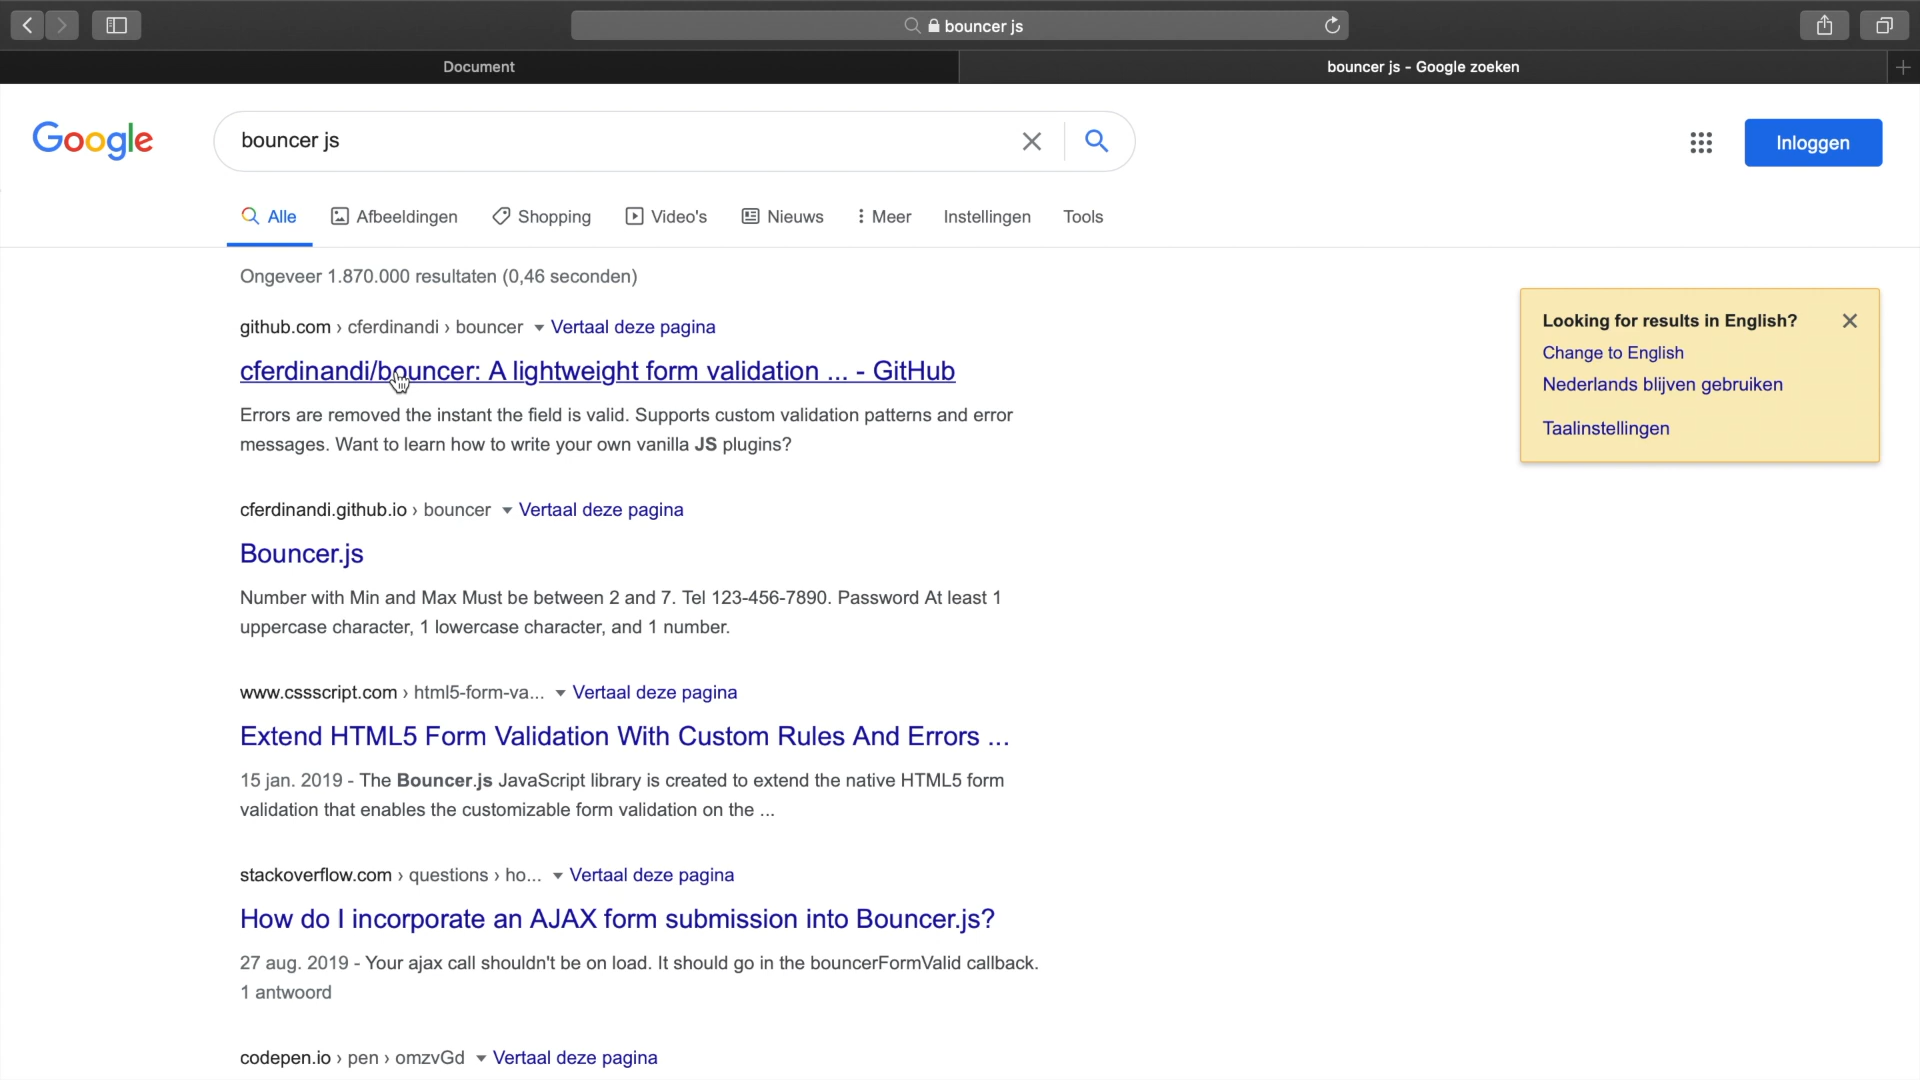 bouncer js
Document
bouncer js - Google zoeken
Google
bouncer js
Inloggen
Alle
Afbeeldingen
Shopping
Video's
Nieuws
Meer
Instellingen
Tools
Ongeveer 1.870.000 resultaten (0,46 seconden)
github.com › cferdinandi › bouncer Vertaal deze pagina
cferdinandi/bouncer: A lightweight form validation ... - GitHub
Errors are removed the instant the field is valid. Supports custom validation patterns and error
messages. Want to learn how to write your own vanilla JS plugins?
cferdinandi.github.io › bouncer Vertaal deze pagina
Bouncer.js
Number with Min and Max Must be between 2 and 7. Tel 123-456-7890. Password At least 1
uppercase character, 1 lowercase character, and 1 number.
www.cssscript.com › html5-form-va... Vertaal deze pagina
Extend HTML5 Form Validation With Custom Rules And Errors ...
15 jan. 2019 - The Bouncer.js JavaScript library is created to extend the native HTML5 form
validation that enables the customizable form validation on the ...
stackoverflow.com › questions › ho... Vertaal deze pagina
How do I incorporate an AJAX form submission into Bouncer.js?
27 aug. 2019 - Your ajax call shouldn't be on load. It should go in the bouncerFormValid callback.
1 antwoord
codepen.io › pen › omzvGd Vertaal deze pagina
Looking for results in English?
Change to English
Nederlands blijven gebruiken
Taalinstellingen